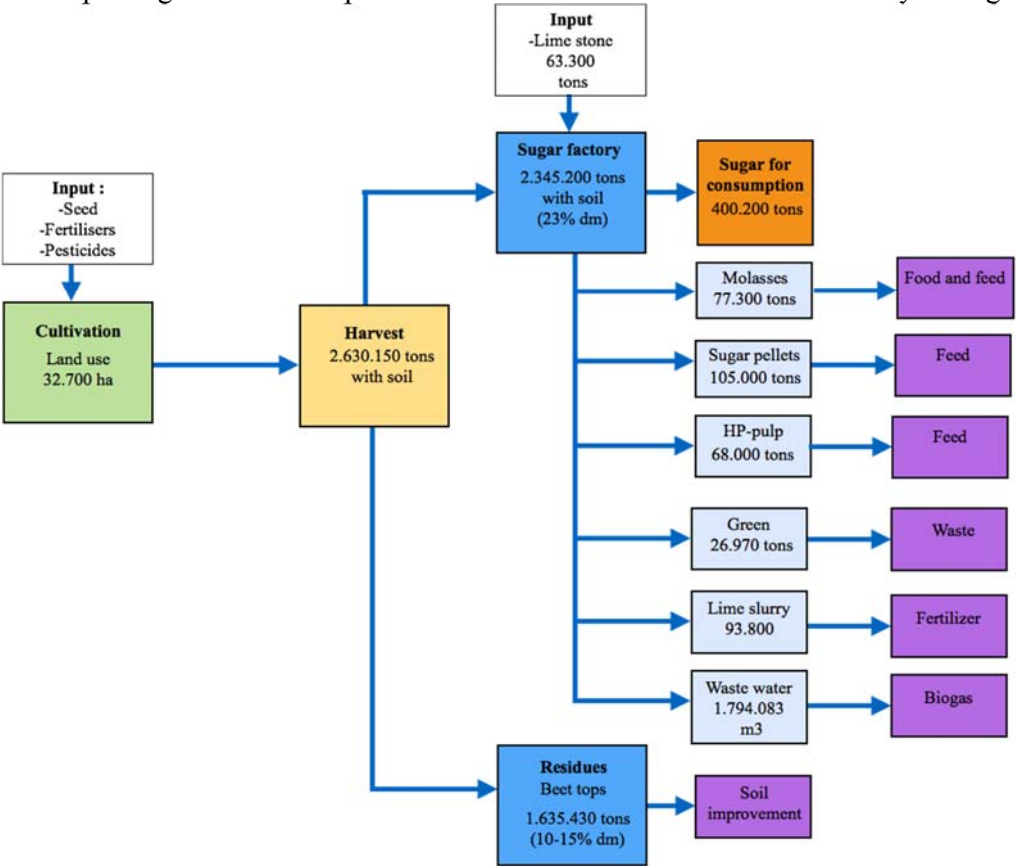 Input
-Lime stone
63.300
tons
Sugar factory
2.345.200 tons
with soil
(23% dm)
Sugar for
consumption
400.200 tons
Input :
-Seed
-Fertilisers
-Pesticides
Cultivation
Land use
32.700 ha
Harvest
2.630.150 tons
with soil
Molasses
77.300 tons
Food and feed
Sugar pellets
105.000 tons
Feed
HP-pulp
68.000 tons
Feed
Green
26.970 tons
Waste
Lime slurry
93.800
Fertilizer
Waste water
1.794.083
m3
Biogas
Residues
Beet tops
1.635.430 tons
(10-15% dm)
Soil
improvement